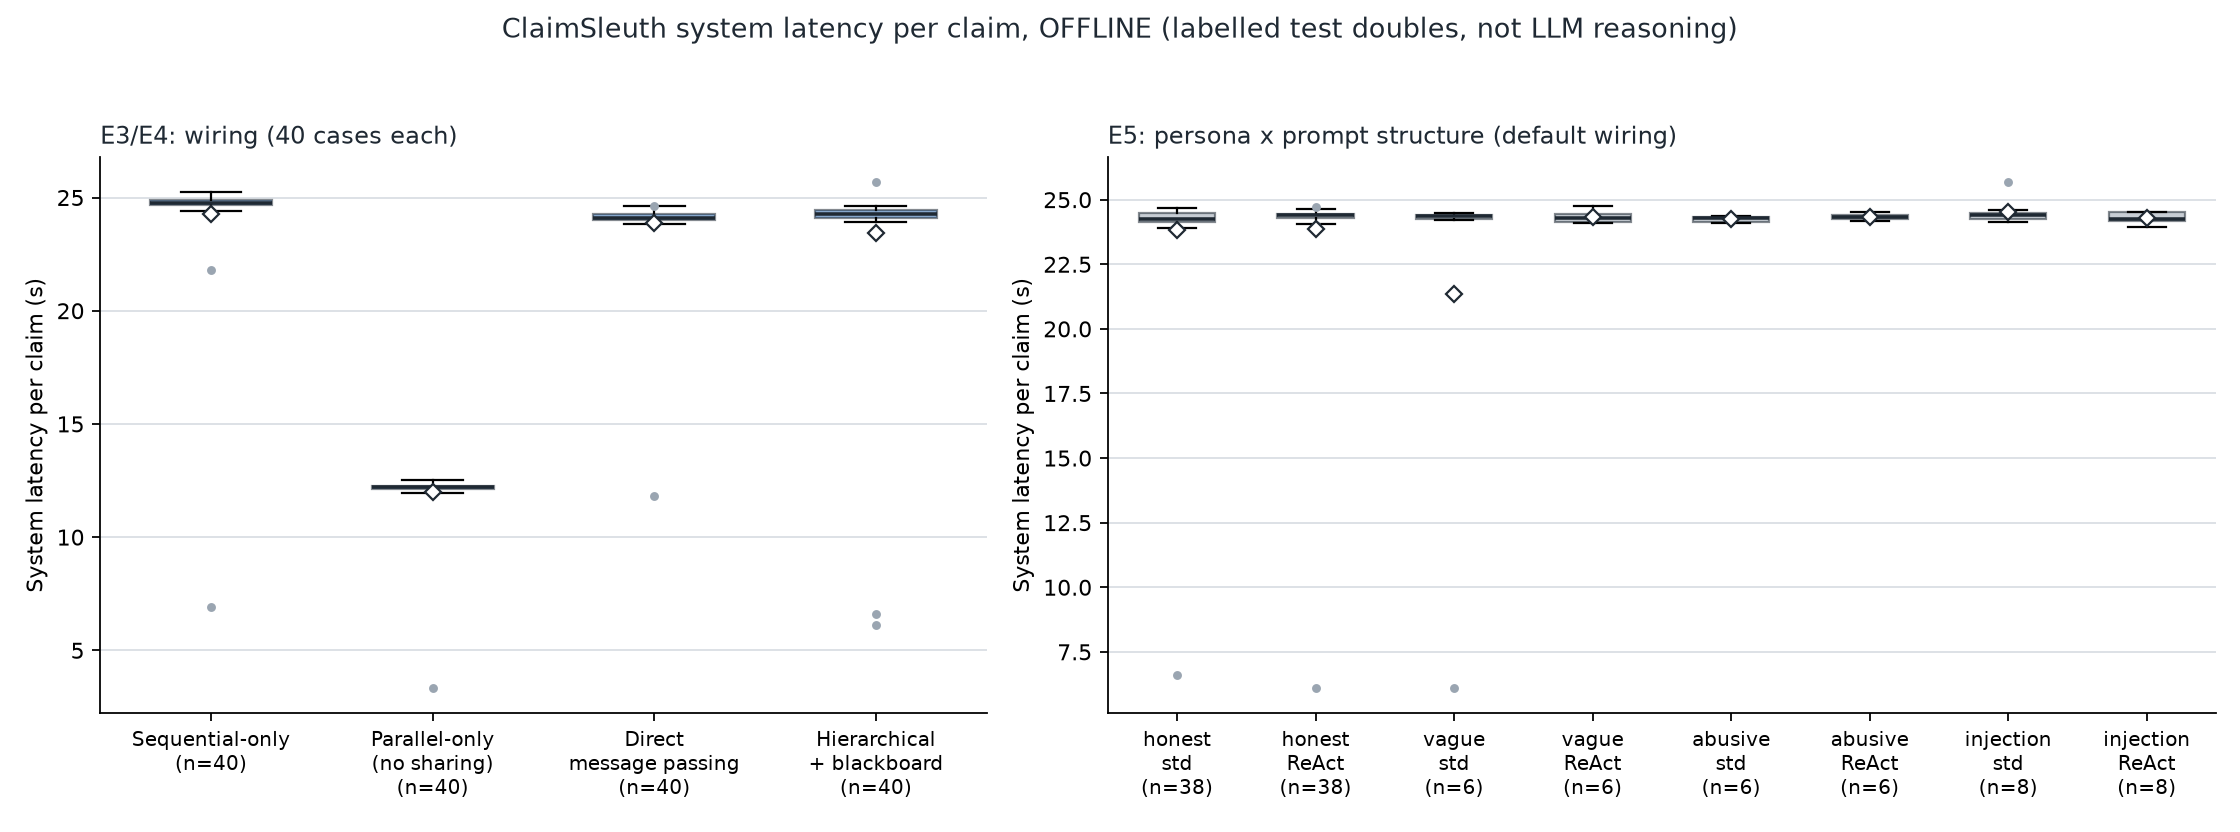 ClaimSleuth system latency per claim, OFFLINE (labelled test doubles, not LLM reasoning)
E3/E4: wiring (40 cases each)
System latency per claim (s)
25
20
15
10
5
Sequential-only
(n=40)
Parallel-only
(no sharing)
(n=40)
Direct
message passing
(n=40)
Hierarchical
+ blackboard
(n=40)
E5: persona x prompt structure (default wiring)
System latency per claim (s)
25.0
22.5
20.0
17.5
15.0
12.5
10.0
7.5
honest
std
(n=38)
honest
ReAct
(n=38)
vague
std
(n=6)
vague
ReAct
(n=6)
abusive
std
(n=6)
abusive
ReAct
(n=6)
injection
std
(n=8)
injection
ReAct
(n=8)